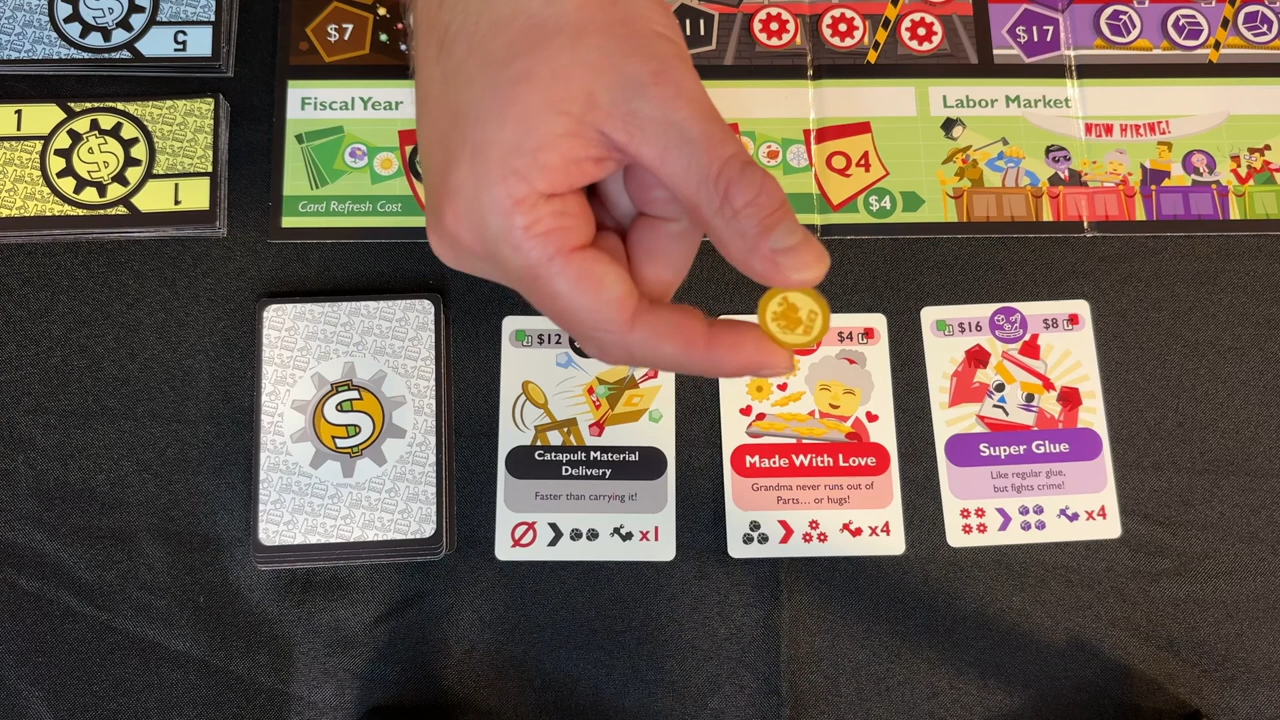 $
5
$7
11
$17
Fiscal Year
Labor Market
NOW HIRING!
1
$
1
Q4
Card Refresh Cost
$4
$12
$4
$16
$8
$
Catapult Material
Delivery
Faster than carrying it!
x1
Made With Love
Grandma never runs out of
Parts... or hugs!
x4
Super Glue
Like regular glue,
but fights crime!
x4